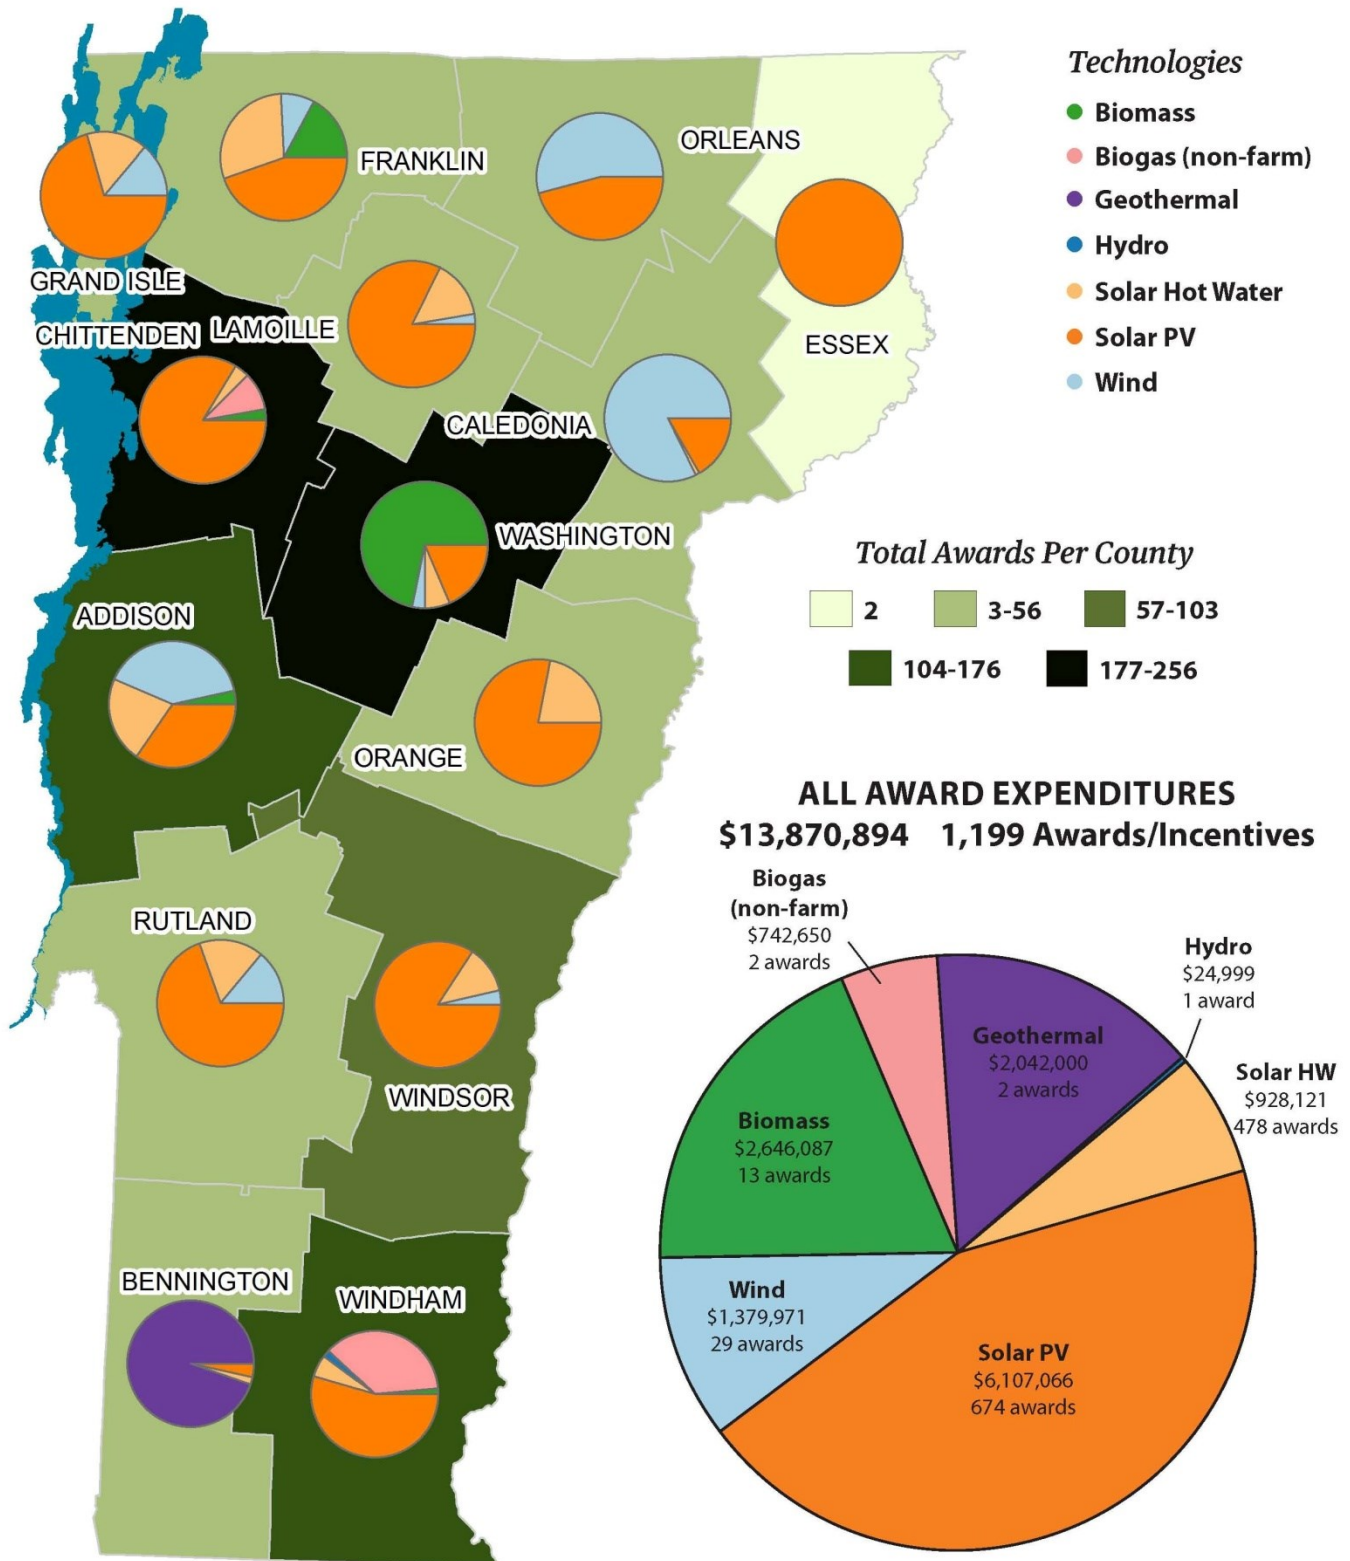 Technologies
Biomass
Biogas (non-farm)
Geothermal
Hydro
Solar Hot Water
Solar PV
Wind
ORLEANS
FRANKLIN
GRAND ISLE
CHITTENDEN
LAMOILLE
ESSEX
CALEDONIA
WASHINGTON
ADDISON
ORANGE
RUTLAND
WINDSOR
BENNINGTON
WINDHAM
Total Awards Per County
2
3-56
57-103
104-176
177-256
ALL AWARD EXPENDITURES
$13,870,894 1,199 Awards/Incentives
Biogas
(non-farm)
$742,650
2 awards
Hydro
$24,999
1 award
Geothermal
$2,042,000
2 awards
Solar HW
$928,121
478 awards
Biomass
$2,646,087
13 awards
Wind
$1,379,971
29 awards
Solar PV
$6,107,066
674 awards